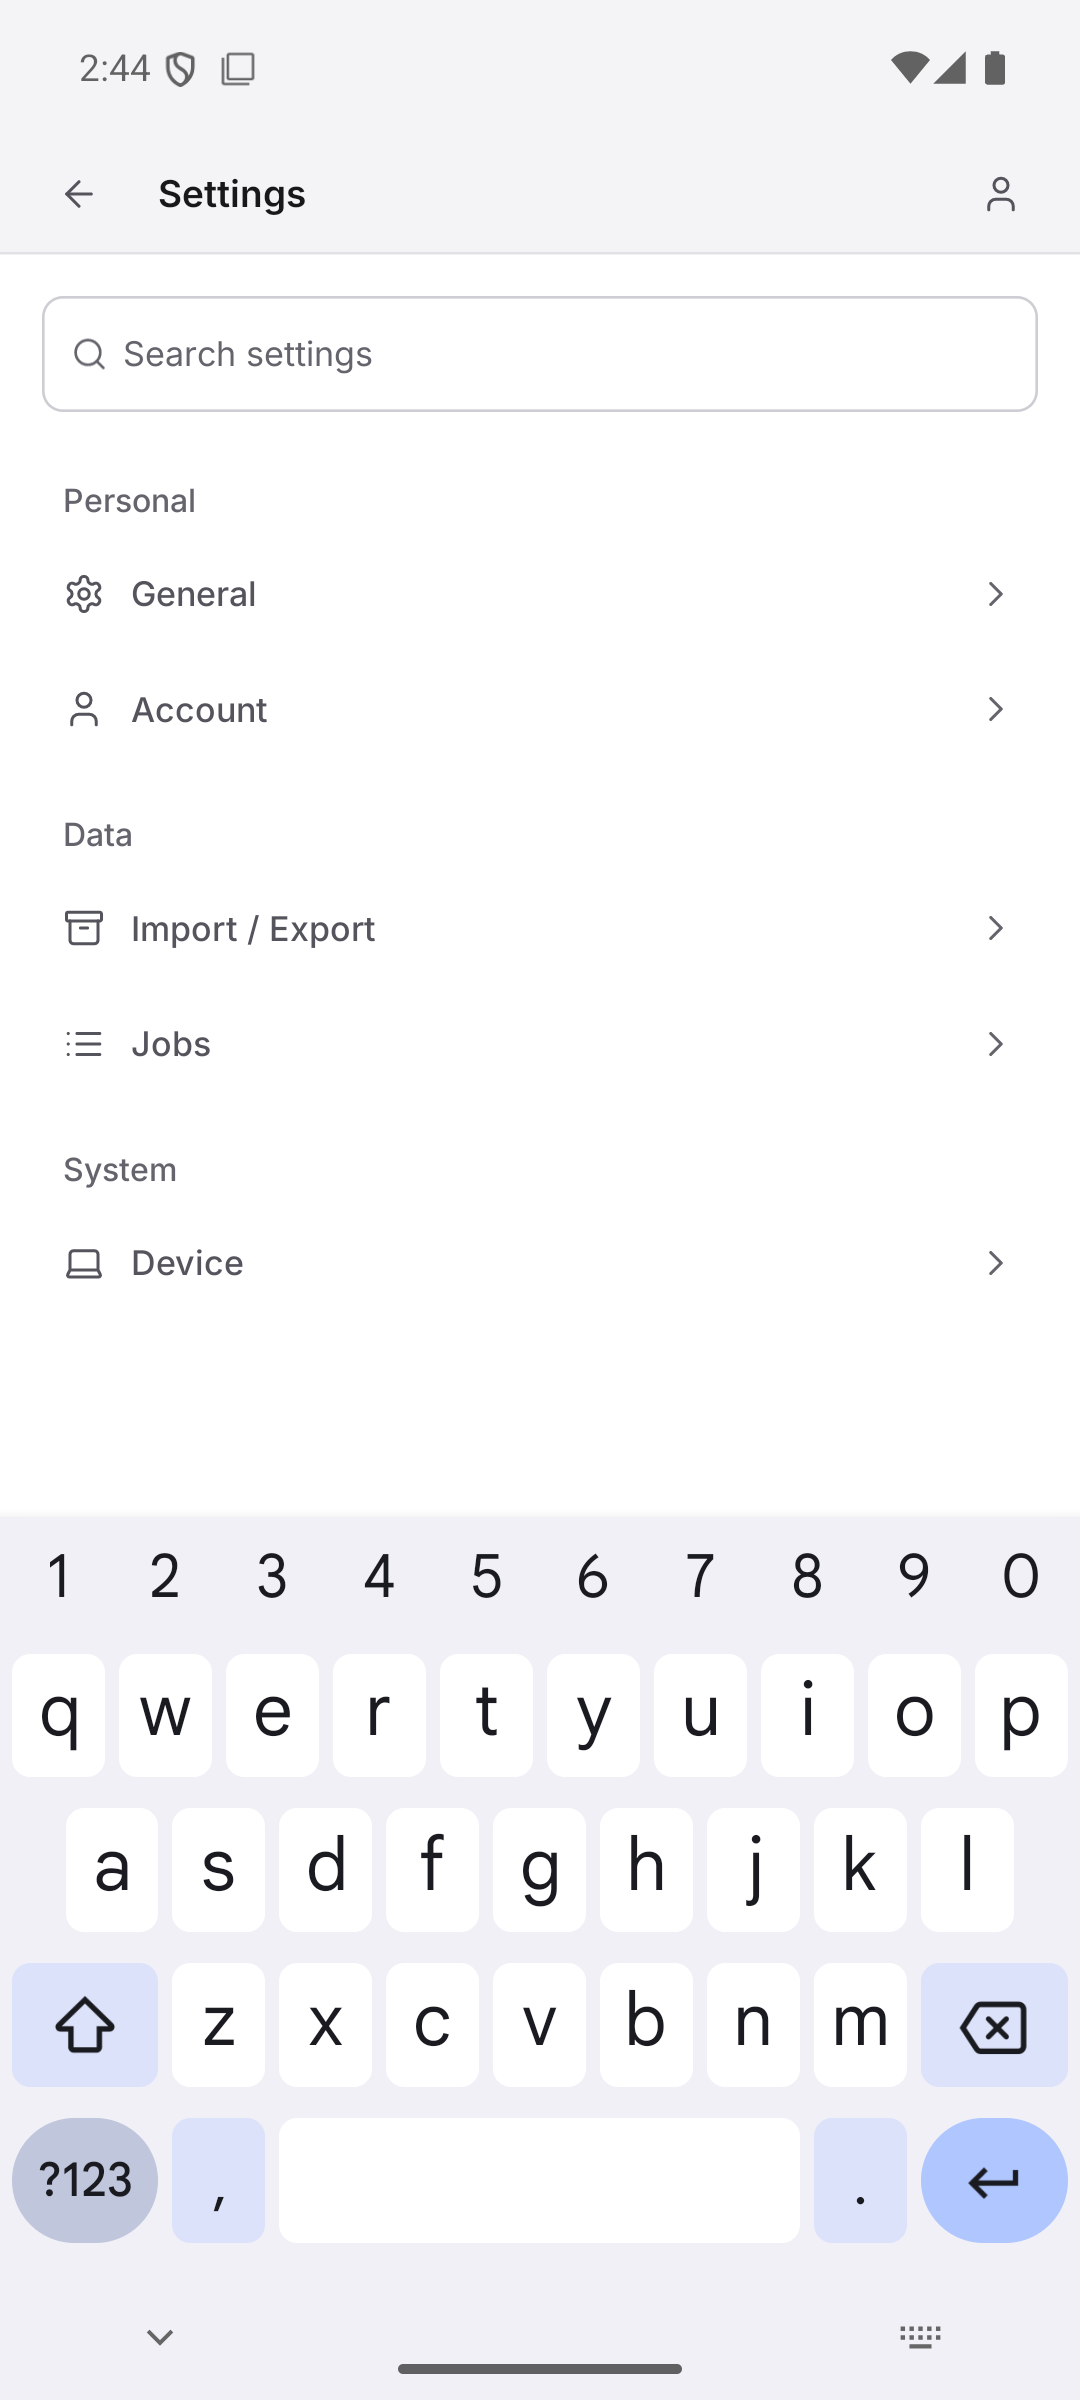 2:44
Settings
Search settings
Personal
General
Account
Data
Import / Export
Jobs
System
Device
1 2 3 4 5 6 7 8 9 0
q w e r t y u i o p
a s d f g h j k l
z x c v b n m
?123 , .